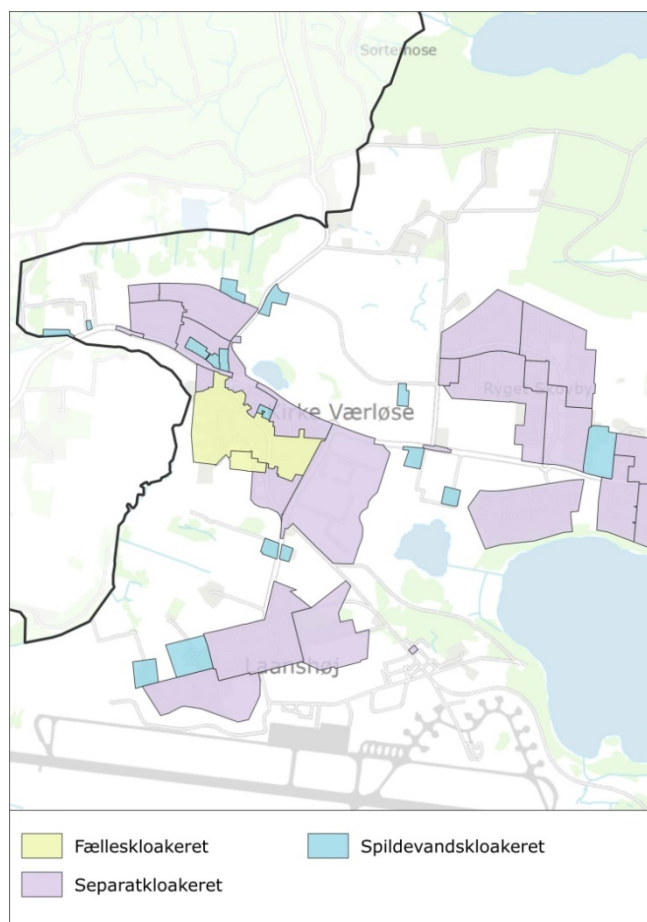 Sortemose
Ryget Skovby
Kirke Værløse
Laanshøj
Fælleskloakeret
Spildevandskloakeret
Separatkloakeret